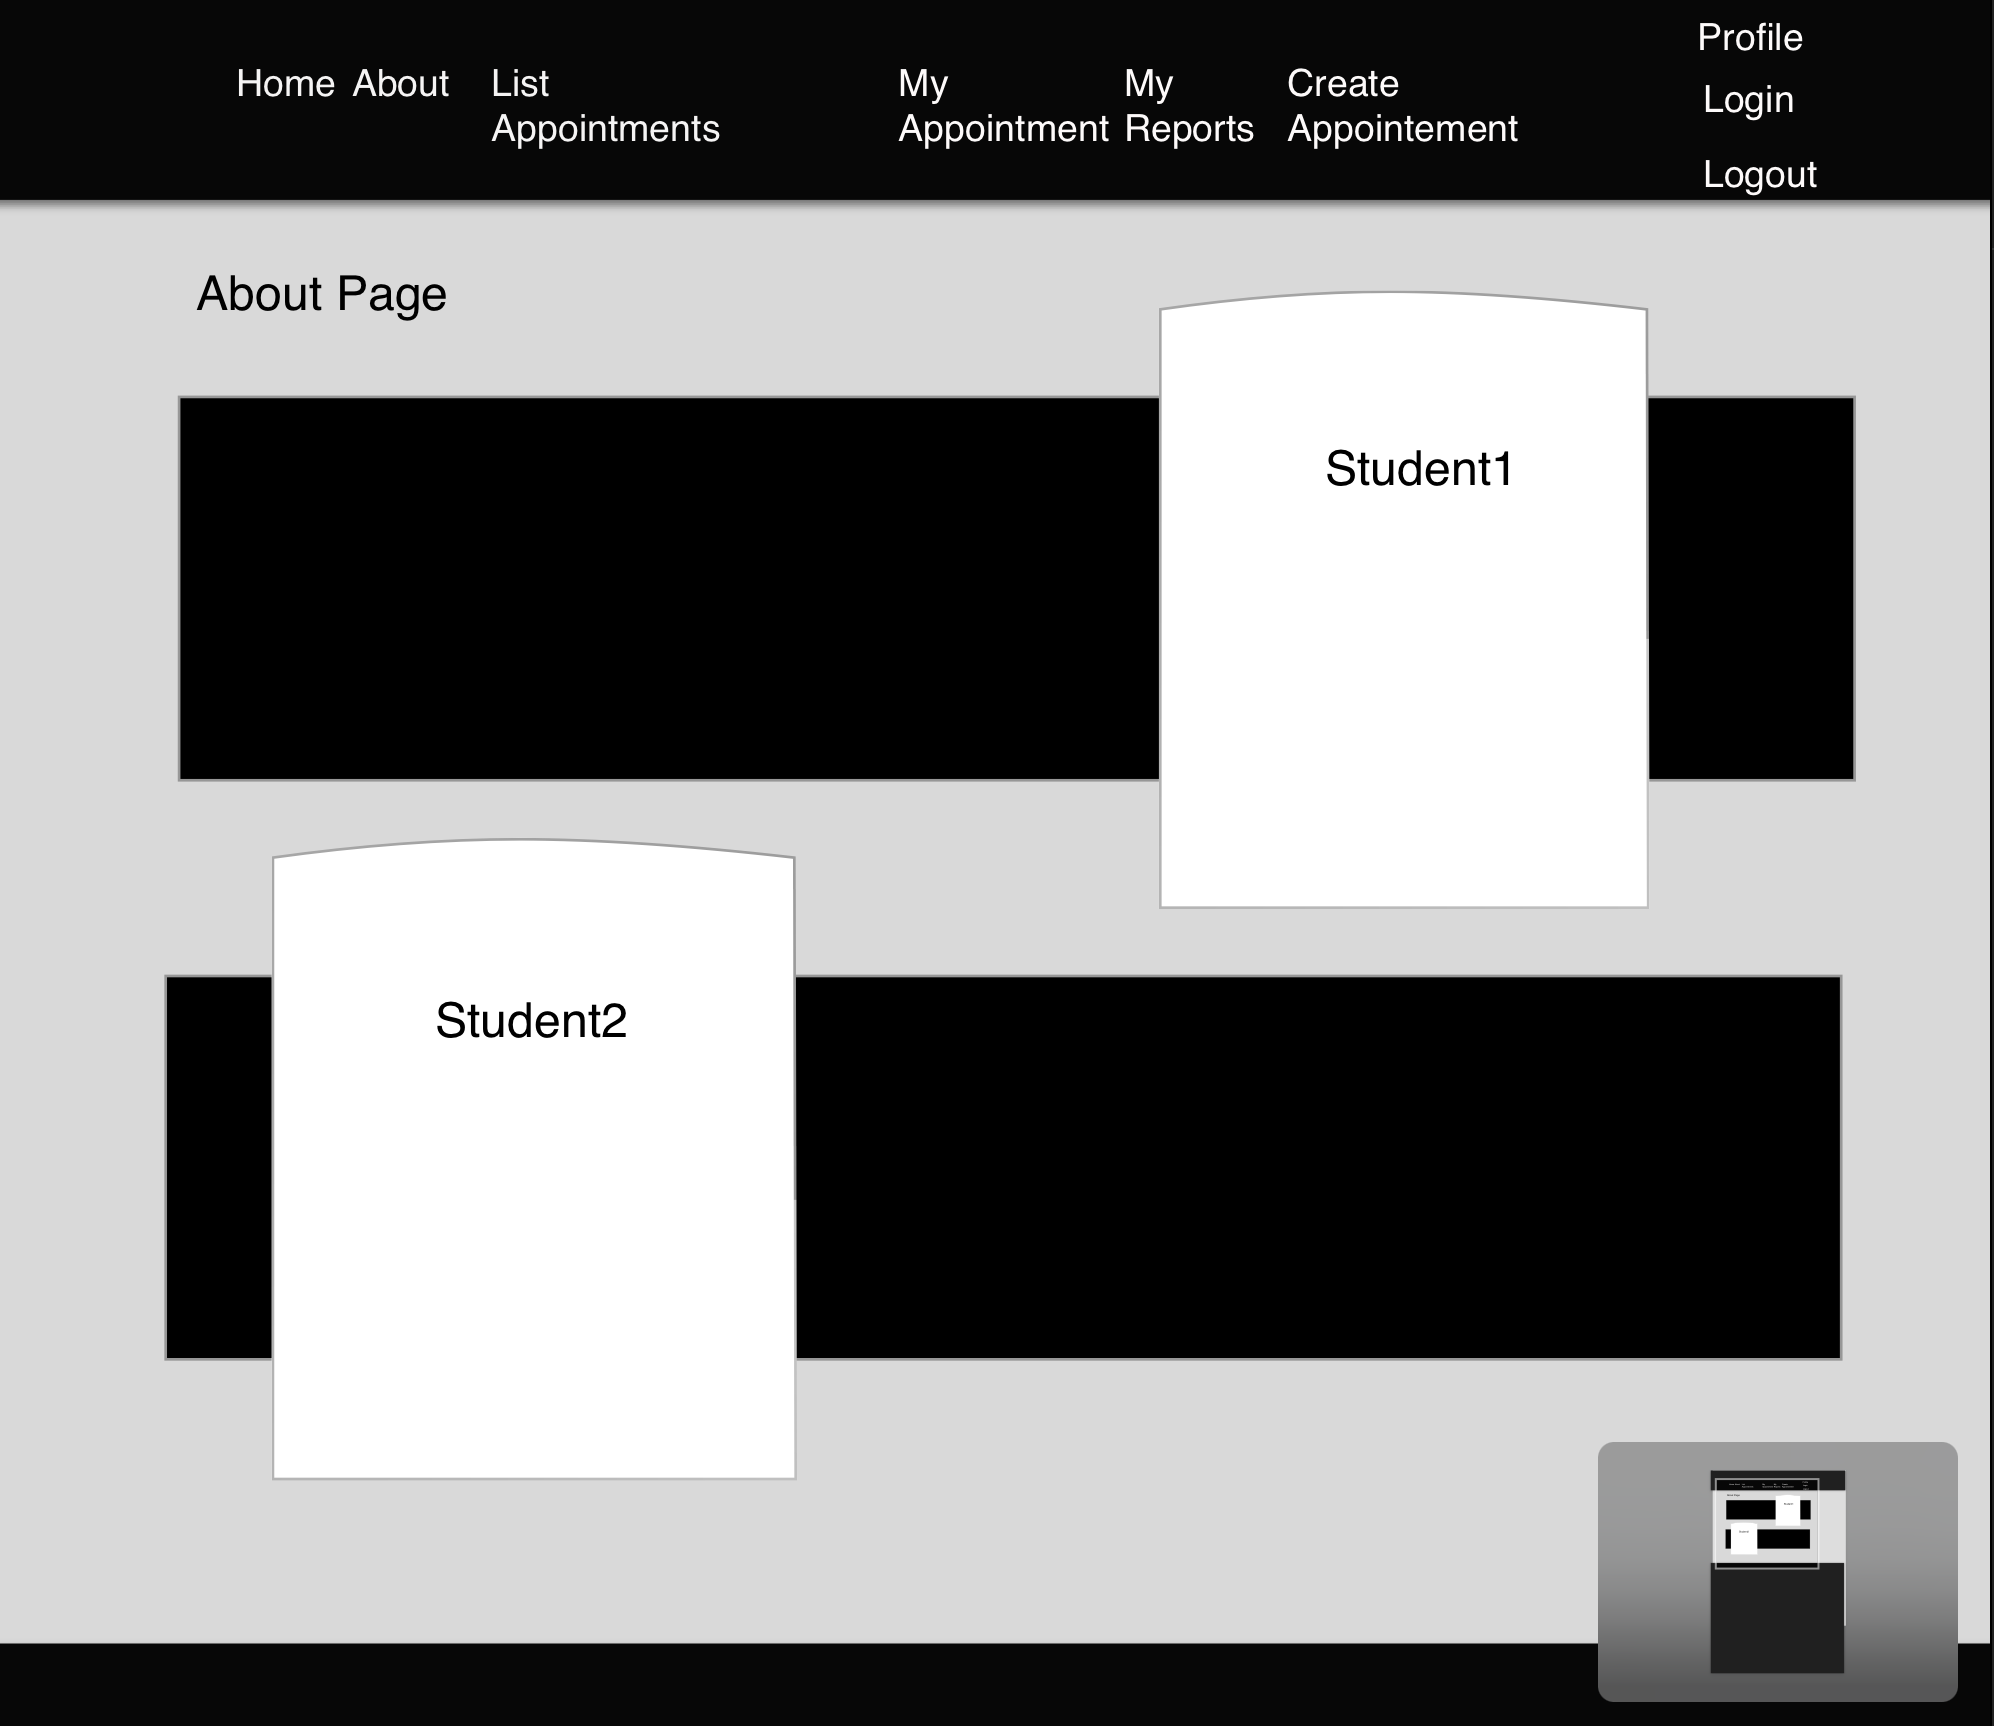 Profile
Home About List Appointments My Appointment My Reports Create Appointement
Login
Logout
About Page
Student1
Student2